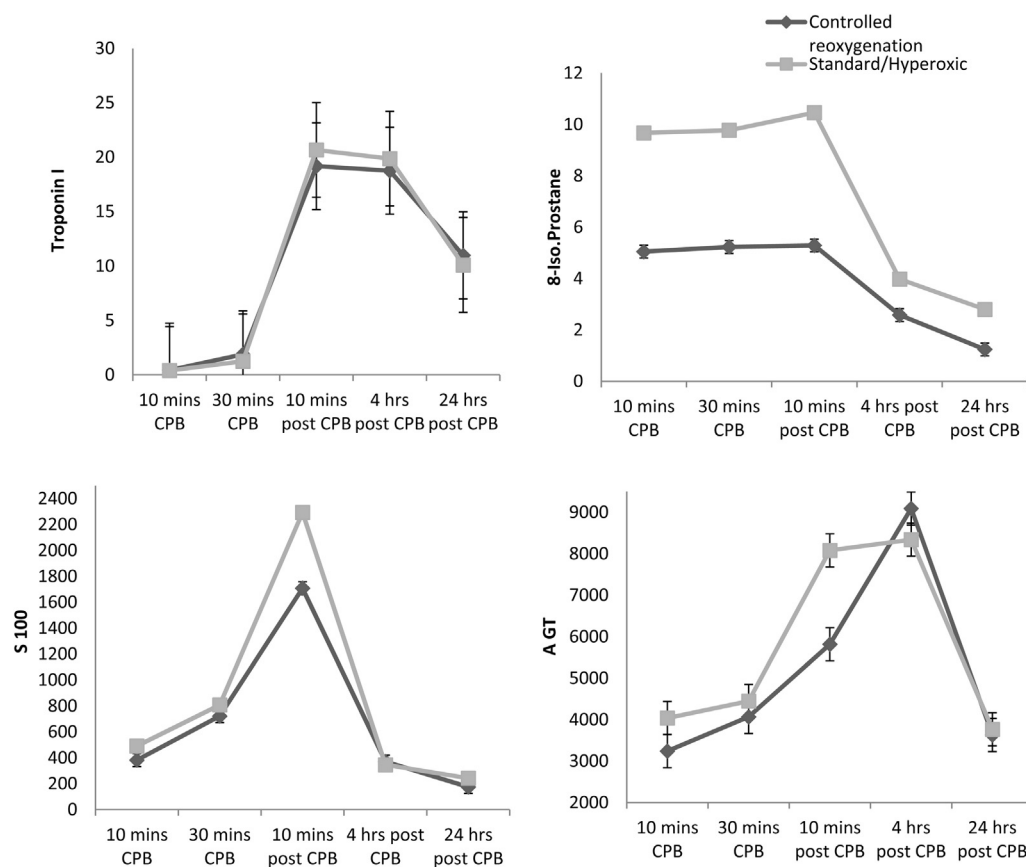 Controlled
reoxygenation
Standard/Hyperoxic
Troponin I
30
25
20
15
10
5
0
10 mins 30 mins 10 mins 4 hrs 24 hrs
CPB CPB post CPB post CPB post CPB
8-Iso.Prostane
12
10
8
6
4
2
0
10 mins 30 mins 10 mins 4 hrs post 24 hrs
CPB CPB post CPB CPB post CPB
S 100
2400
2200
2000
1800
1600
1400
1200
1000
800
600
400
200
0
10 mins 30 mins 10 mins 4 hrs post 24 hrs
CPB CPB post CPB CPB post CPB
A GT
9000
8000
7000
6000
5000
4000
3000
2000
10 mins 30 mins 10 mins 4 hrs 24 hrs
CPB CPB post CPB post CPB post CPB